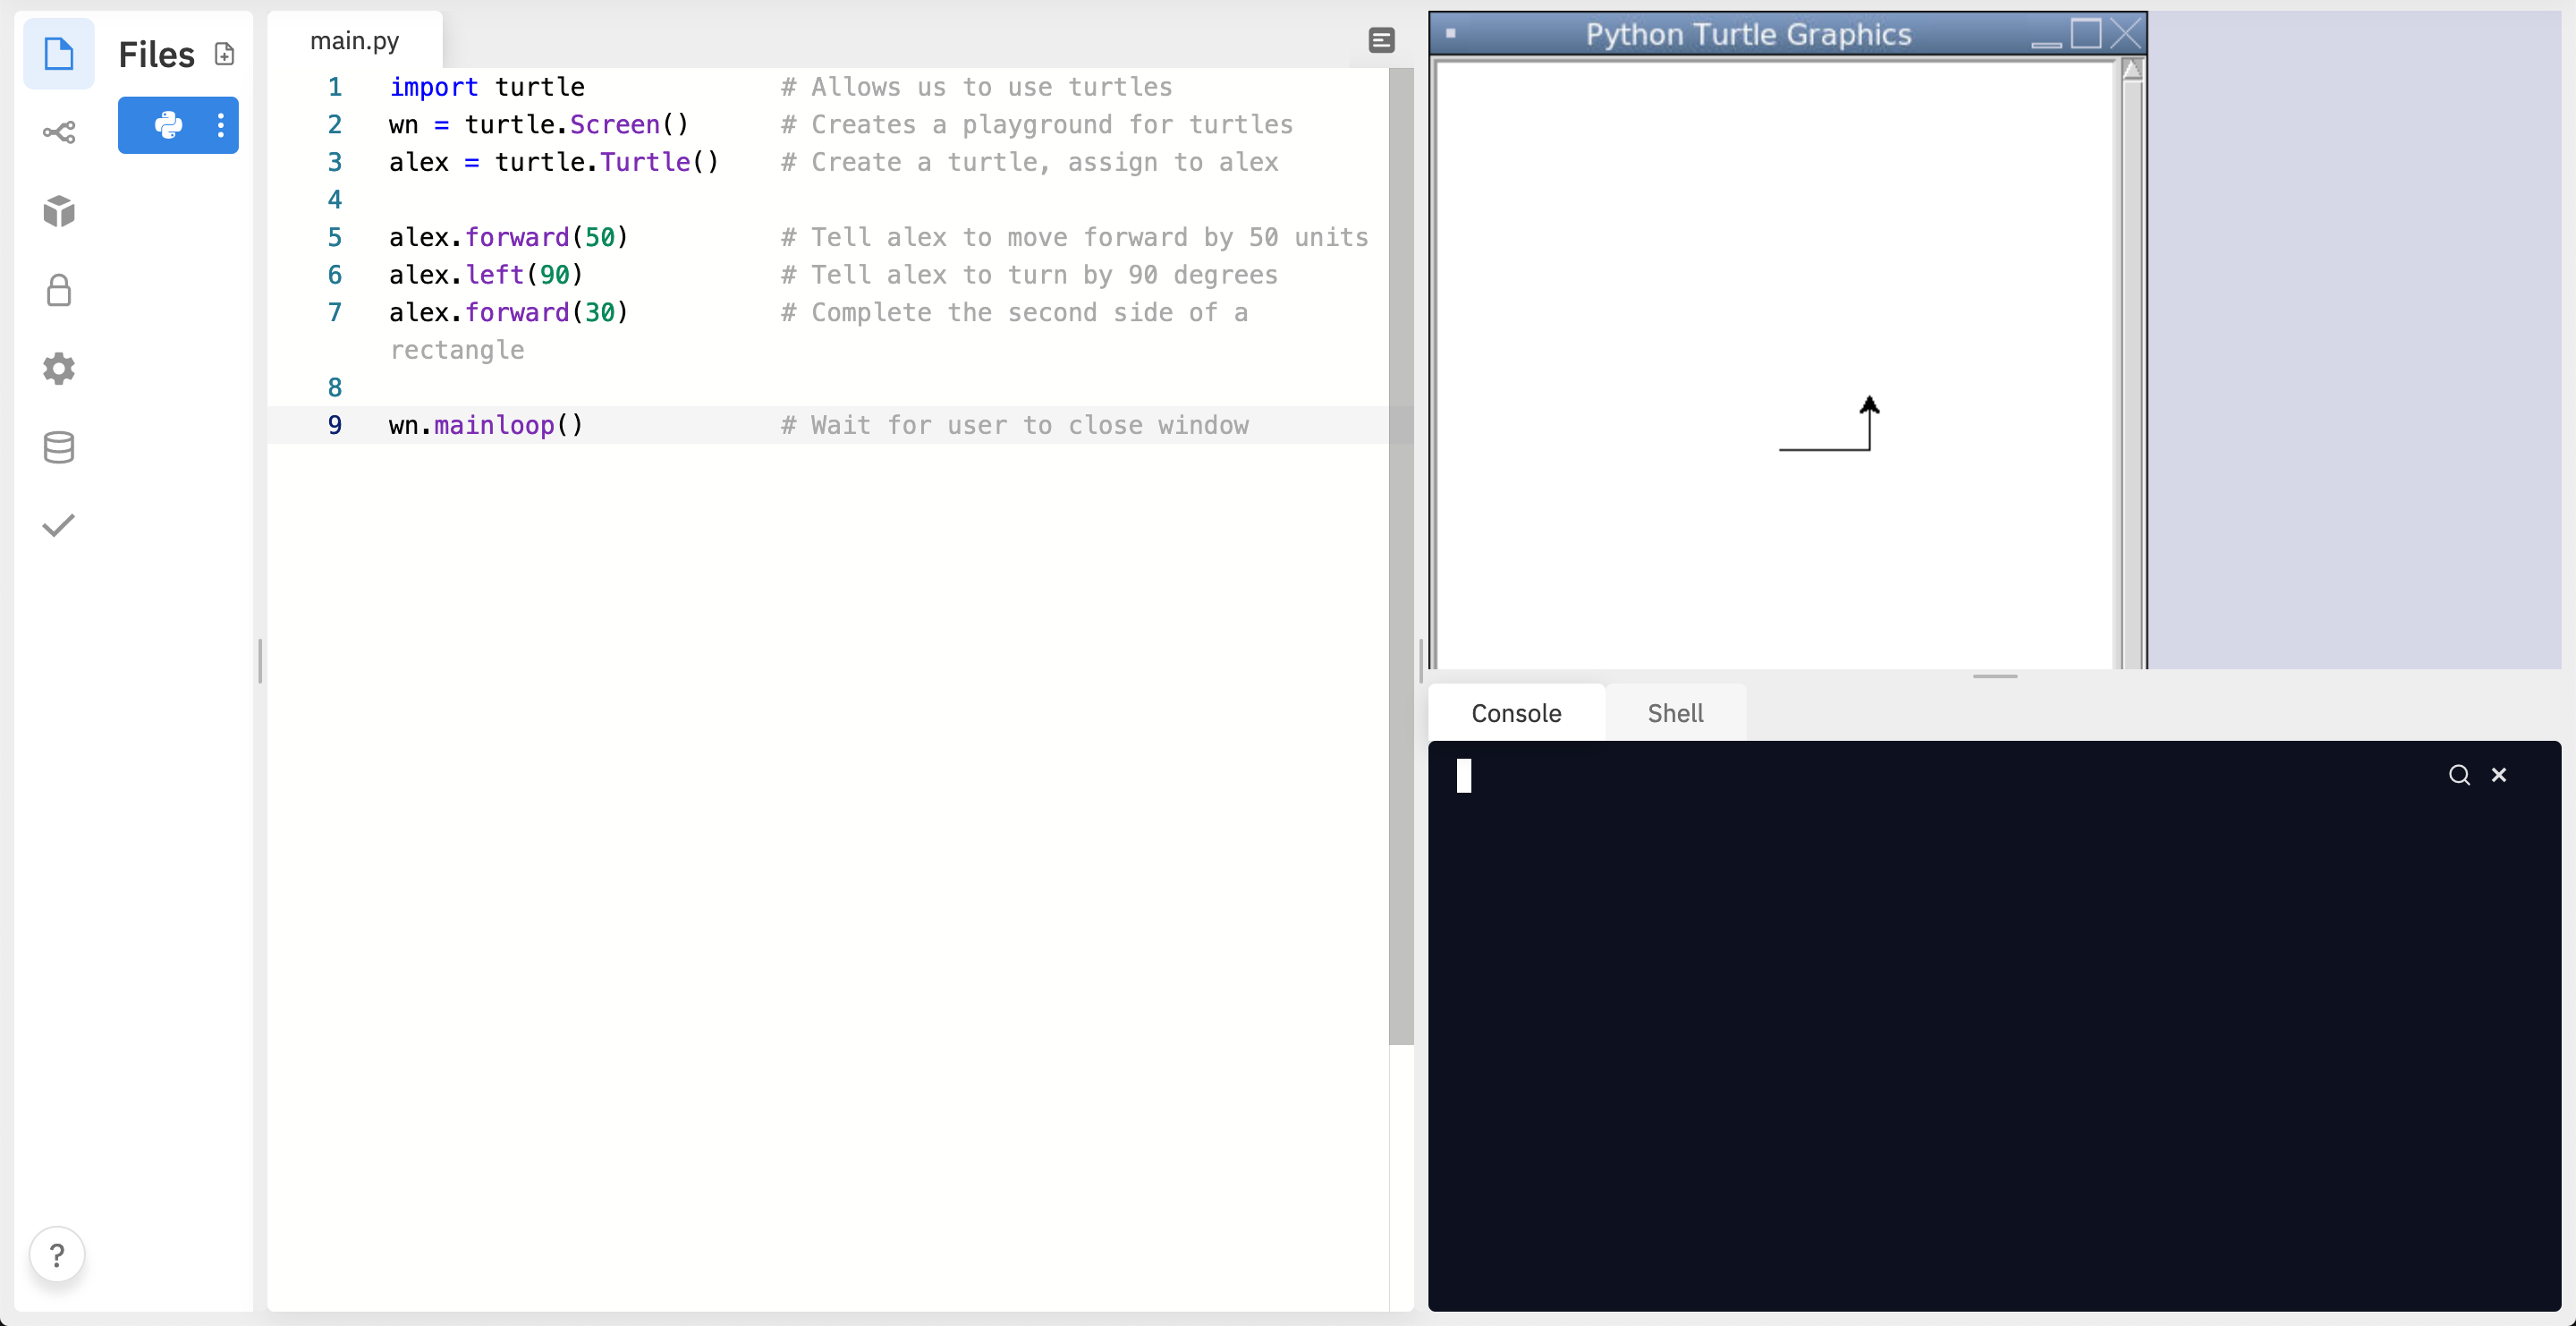 Files
main.py
1 import turtle # Allows us to use turtles
2 wn = turtle.Screen() # Creates a playground for turtles
3 alex = turtle.Turtle() # Create a turtle, assign to alex
4
5 alex.forward(50) # Tell alex to move forward by 50 units
6 alex.left(90) # Tell alex to turn by 90 degrees
7 alex.forward(30) # Complete the second side of a
rectangle
8
9 wn.mainloop() # Wait for user to close window
?
Python Turtle Graphics
Console Shell